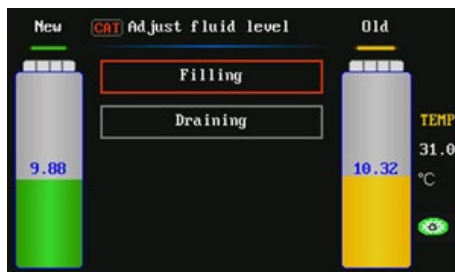 New CAT Adjust fluid level Old
Filling
Draining
TEMP
31.0
9.88 10.32
°C